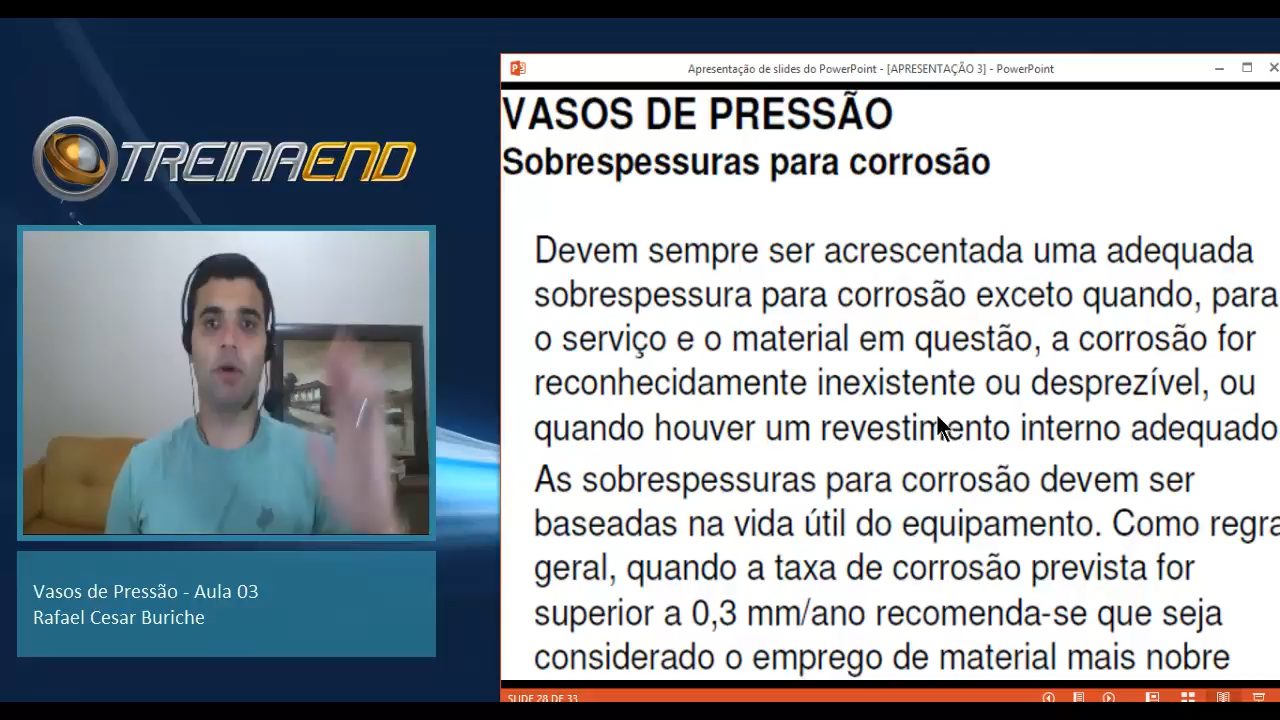 Apresentação de slides do PowerPoint - [APRESENTAÇÃO 3] - PowerPoint
TREINAEND
VASOS DE PRESSÃO
Sobrespessuras para corrosão
Devem sempre ser acrescentada uma adequada
sobrespessura para corrosão exceto quando, para
o serviço e o material em questão, a corrosão for
reconhecidamente inexistente ou desprezível, ou
quando houver um revestimento interno adequado
As sobrespessuras para corrosão devem ser
baseadas na vida útil do equipamento. Como regra
geral, quando a taxa de corrosão prevista for
superior a 0,3 mm/ano recomenda-se que seja
considerado o emprego de material mais nobre
Vasos de Pressão - Aula 03
Rafael Cesar Buriche
SLIDE 28 DE 33